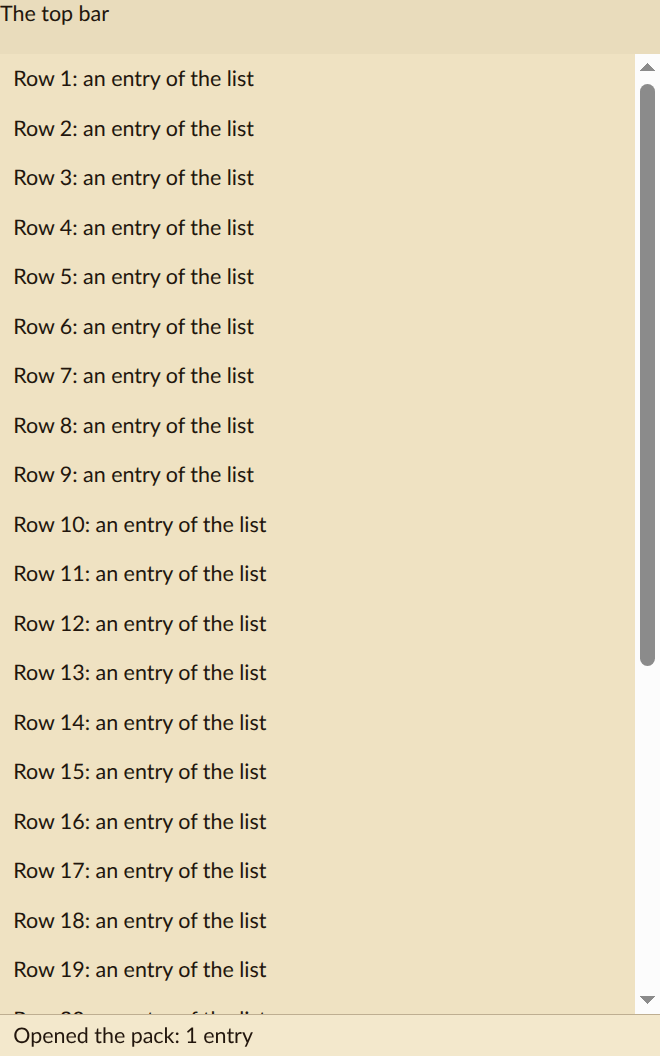 The top bar
Row 1: an entry of the list
Row 2: an entry of the list
Row 3: an entry of the list
Row 4: an entry of the list
Row 5: an entry of the list
Row 6: an entry of the list
Row 7: an entry of the list
Row 8: an entry of the list
Row 9: an entry of the list
Row 10: an entry of the list
Row 11: an entry of the list
Row 12: an entry of the list
Row 13: an entry of the list
Row 14: an entry of the list
Row 15: an entry of the list
Row 16: an entry of the list
Row 17: an entry of the list
Row 18: an entry of the list
Row 19: an entry of the list
Opened the pack: 1 entry